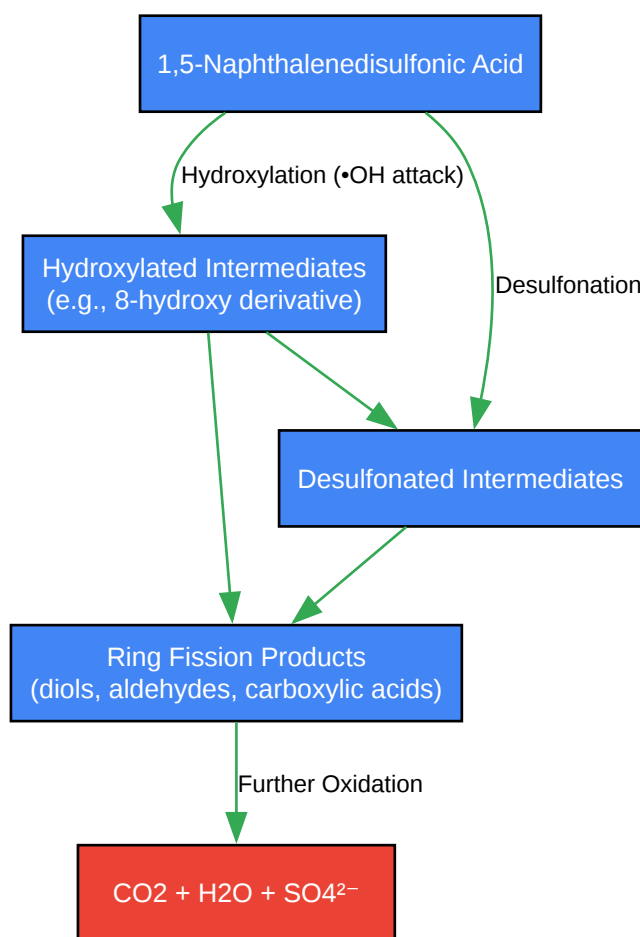 1,5-Naphthalenedisulfonic Acid
Hydroxylation (•OH attack)
Hydroxylated Intermediates
(e.g., 8-hydroxy derivative)
Desulfonation
Desulfonated Intermediates
Ring Fission Products
(diols, aldehydes, carboxylic acids)
Further Oxidation
CO2 + H2O + SO4²⁻